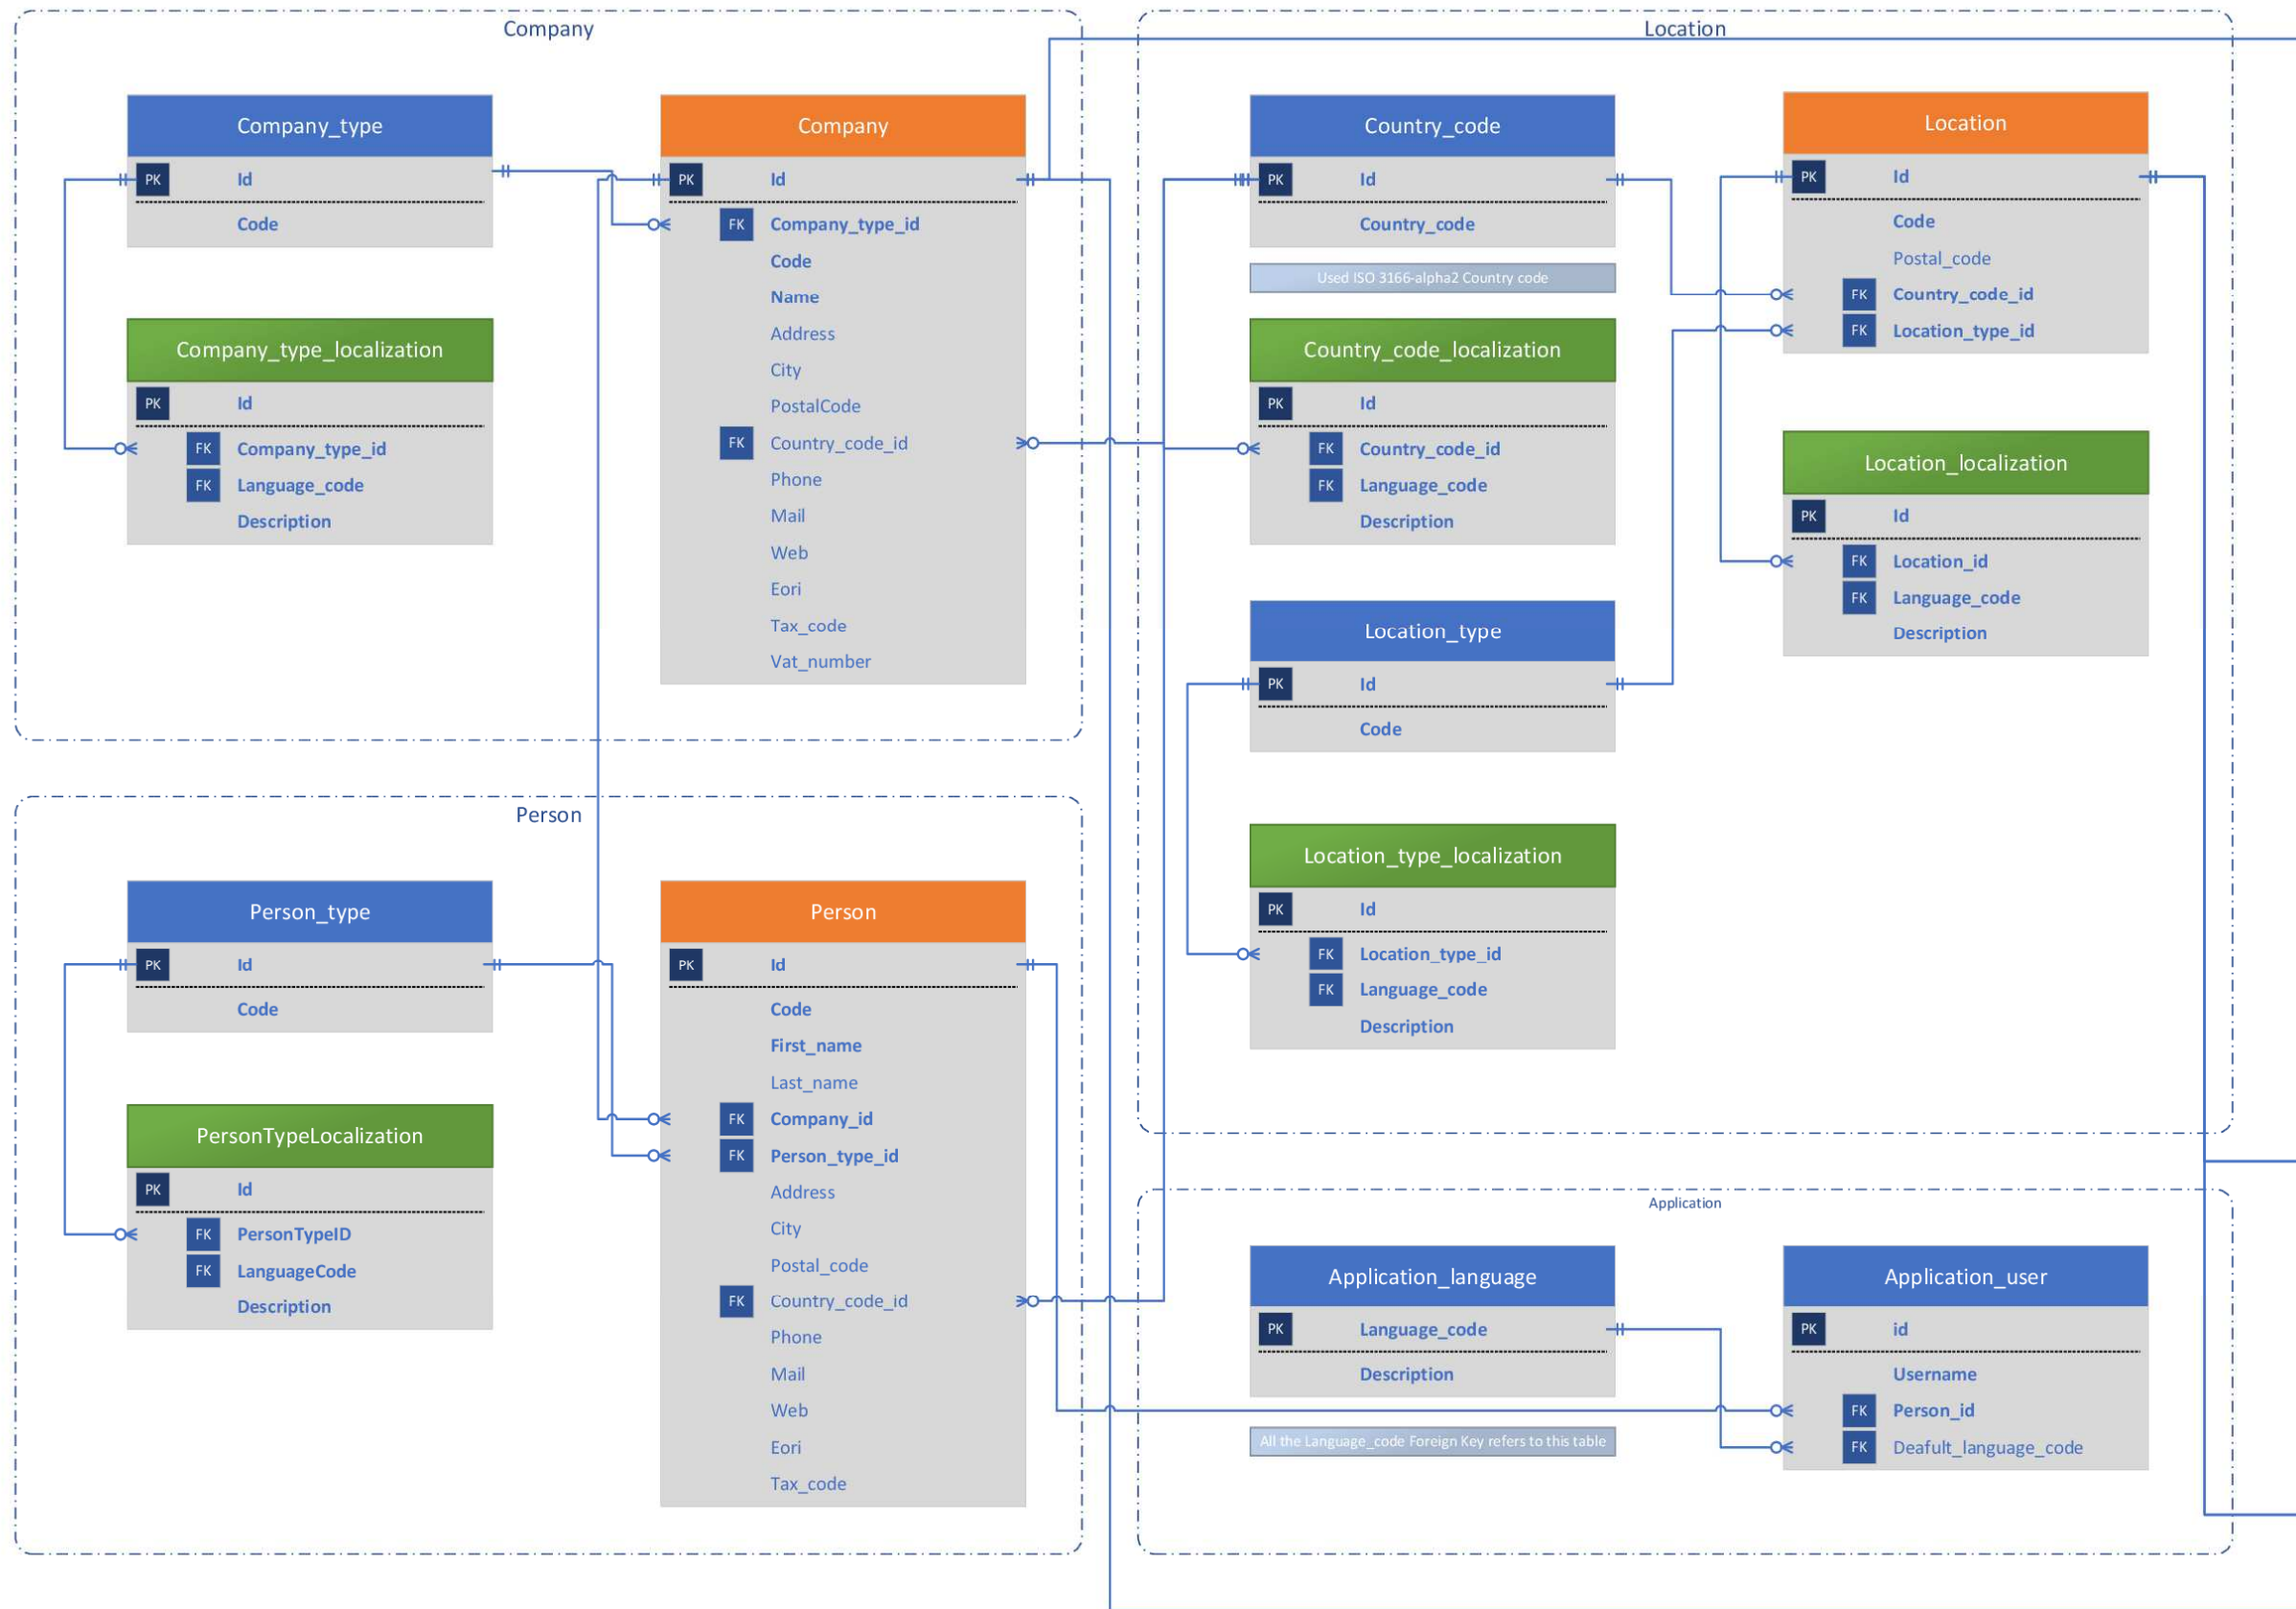 Company
Company_type
PK Id
Code
Company_type_localization
PK Id
FK Company_type_id
FK Language_code
Description
Company
PK Id
FK Company_type_id
Code
Name
Address
City
PostalCode
FK Country_code_id
Phone
Mail
Web
Eori
Tax_code
Vat_number
Location
Country_code
PK Id
Country_code
Used ISO 3166-alpha2 Country code
Country_code_localization
PK Id
FK Country_code_id
FK Language_code
Description
Location_type
PK Id
Code
Location_type_localization
PK Id
FK Location_type_id
FK Language_code
Description
Location
PK Id
Code
Postal_code
FK Country_code_id
FK Location_type_id
Location_localization
PK Id
FK Location_id
FK Language_code
Description
Person
Person_type
PK Id
Code
PersonTypeLocalization
PK Id
FK PersonTypeID
FK LanguageCode
Description
Person
PK Id
Code
First_name
Last_name
FK Company_id
FK Person_type_id
Address
City
Postal_code
FK Country_code_id
Phone
Mail
Web
Eori
Tax_code
Application
Application_language
PK Language_code
Description
All the Language_code Foreign Key refers to this table
Application_user
PK id
Username
FK Person_id
FK Deafult_language_code